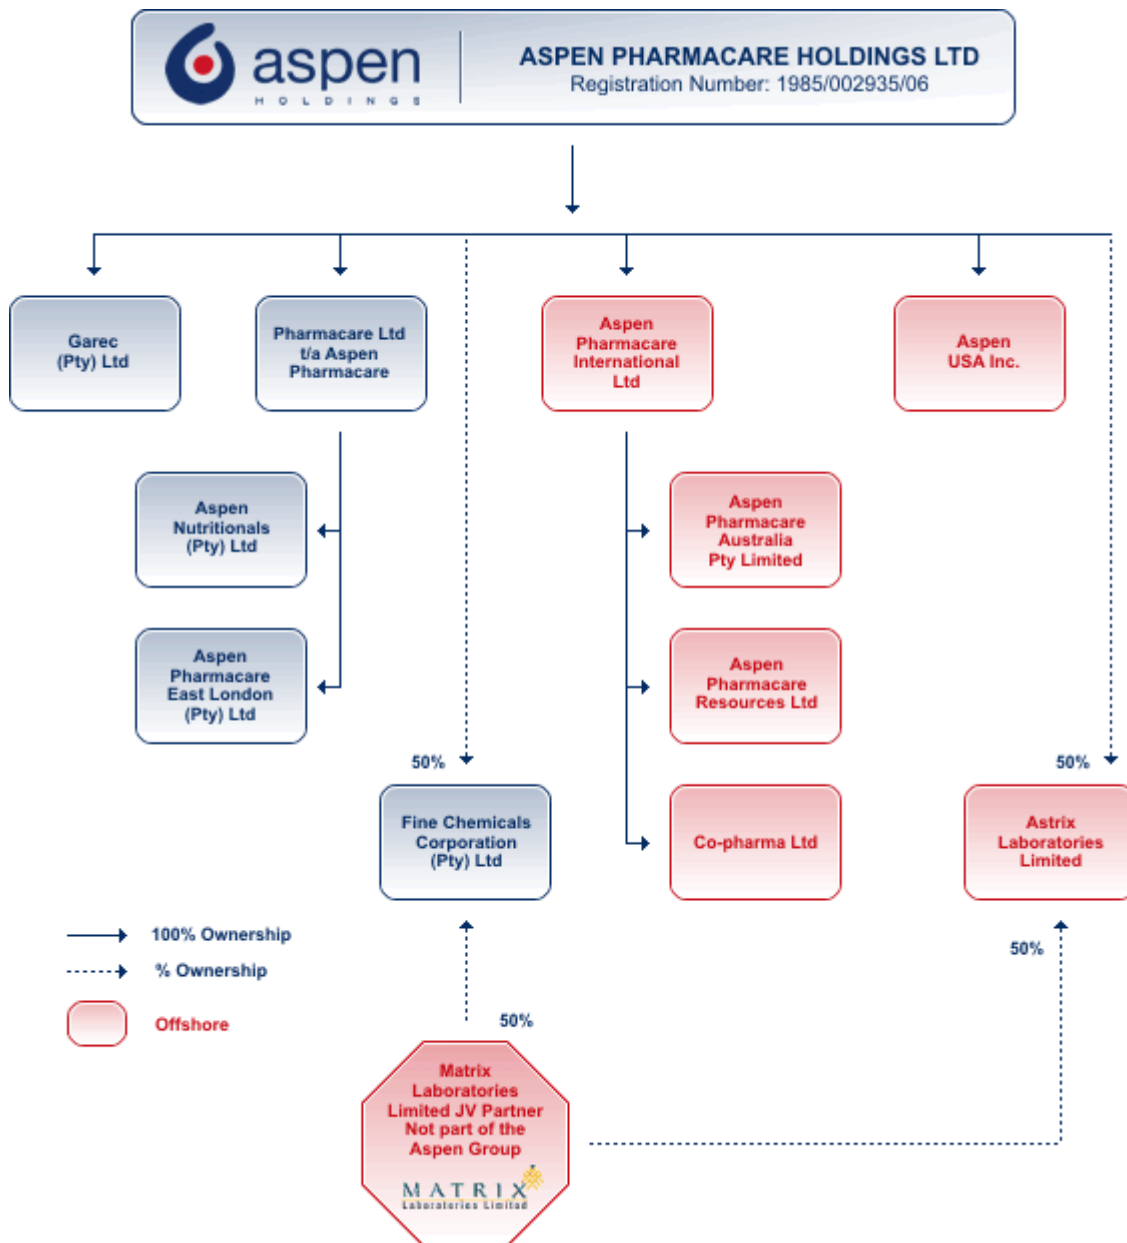 aspen
HOLDINGS
ASPEN PHARMACARE HOLDINGS LTD
Registration Number: 1985/002935/06
Garec
(Pty) Ltd
Pharmacare Ltd
t/a Aspen
Pharmacare
Aspen
Pharmacare
International
Ltd
Aspen
USA Inc.
Aspen
Nutritionals
(Pty) Ltd
Aspen
Pharmacare
Australia
Pty Limited
Aspen
Pharmacare
East London
(Pty) Ltd
Aspen
Pharmacare
Resources Ltd
50%
50%
Fine Chemicals
Corporation
(Pty) Ltd
Co-pharma Ltd
Astrix
Laboratories
Limited
100% Ownership
% Ownership
Offshore
50%
50%
Matrix
Laboratories
Limited JV Partner
Not part of the
Aspen Group
MATRIX
Laboratories Limited